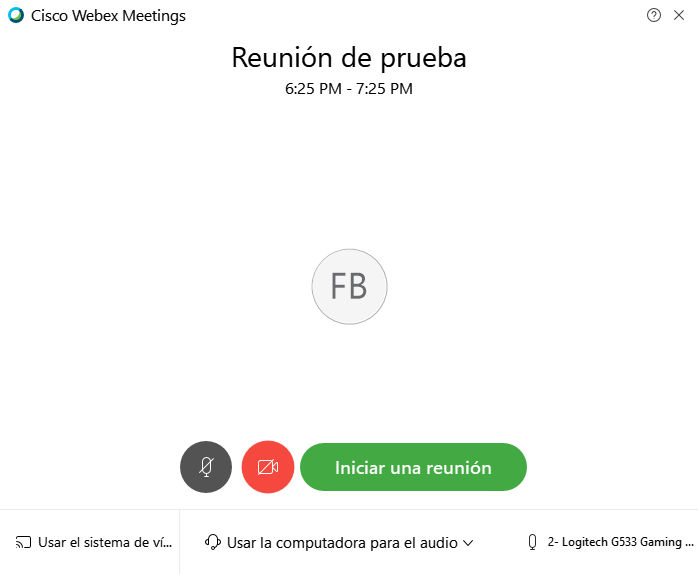 Cisco Webex Meetings
Reunión de prueba
6:25 PM - 7:25 PM
FB
Iniciar una reunión
Usar el sistema de ví...
Usar la computadora para el audio
2- Logitech G533 Gaming ...